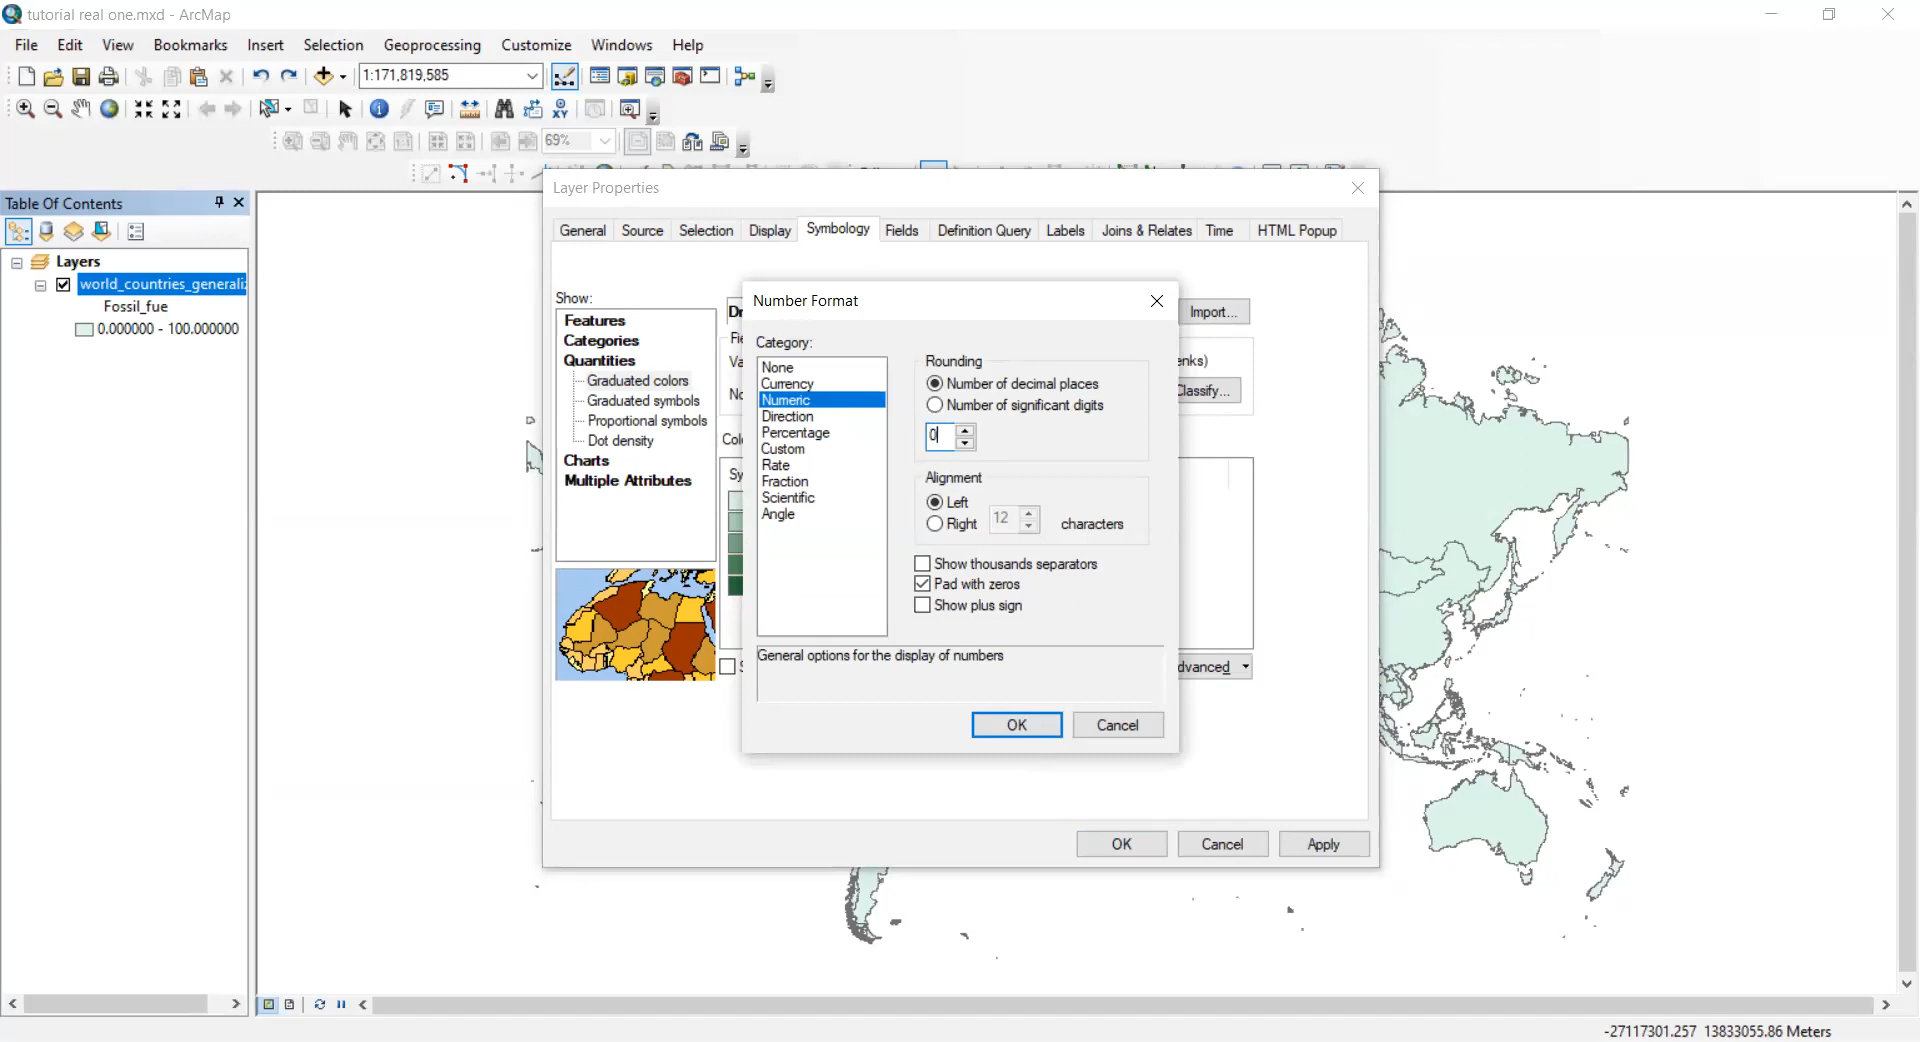 tutorial real one.mxd - ArcMap
File Edit View Bookmarks Insert Selection Geoprocessing Customize Windows Help
1:171,819,585
XY
69%
Table Of Contents
Layers
world_countries_generali
Fossil_fue
0.000000 - 100.000000
Layer Properties
General Source Selection Display Symbology Fields Definition Query Labels Joins & Relates Time HTML Popup
Show:
Features
Categories
Quantities
Graduated colors
Graduated symbols
Proportional symbols
Dot density
Charts
Multiple Attributes
Import...
Classify...
Number Format
Category:
None
Currency
Numeric
Direction
Percentage
Custom
Rate
Fraction
Scientific
Angle
Rounding
Number of decimal places
Number of significant digits
0
Alignment
Left
Right 12 characters
Show thousands separators
Pad with zeros
Show plus sign
General options for the display of numbers
OK Cancel
OK Cancel Apply
-27117301.257 13833055.86 Meters